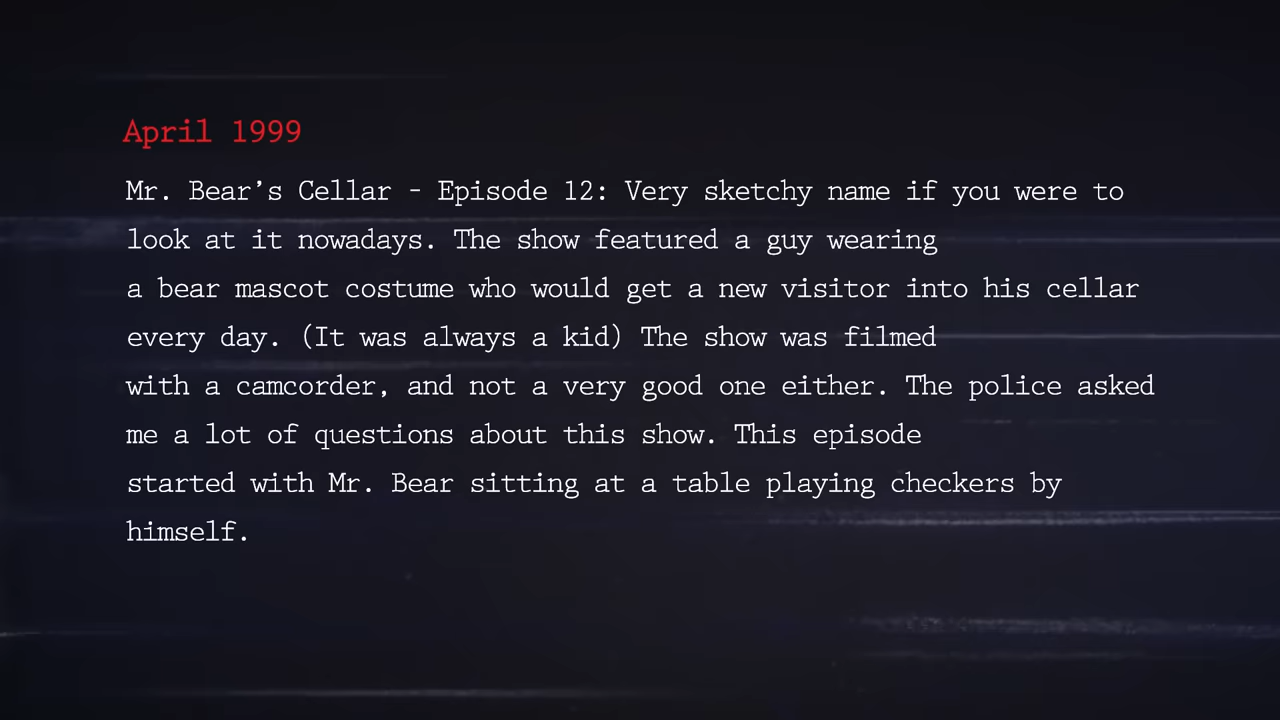 April 1999
Mr. Bear’s Cellar - Episode 12: Very sketchy name if you were to
look at it nowadays. The show featured a guy wearing
a bear mascot costume who would get a new visitor into his cellar
every day. (It was always a kid) The show was filmed
with a camcorder, and not a very good one either. The police asked
me a lot of questions about this show. This episode
started with Mr. Bear sitting at a table playing checkers by
himself.